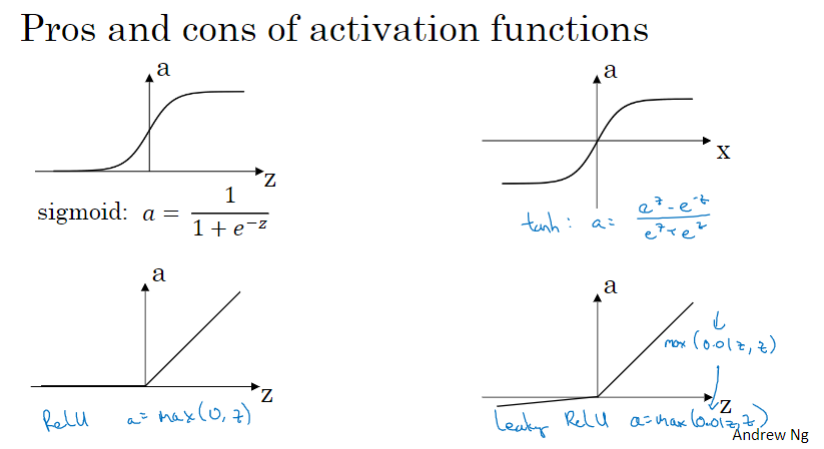 Pros and cons of activation functions
a
z
sigmoid: a = 1 / (1 + e^{-z})
a
x
tanh: a = (e^z - e^{-z}) / (e^z + e^z)
a
z
ReLU a = max(0, z)
a
max(0.01z, z)
z
Leaky ReLU a=max(0.01z, z)
Andrew Ng